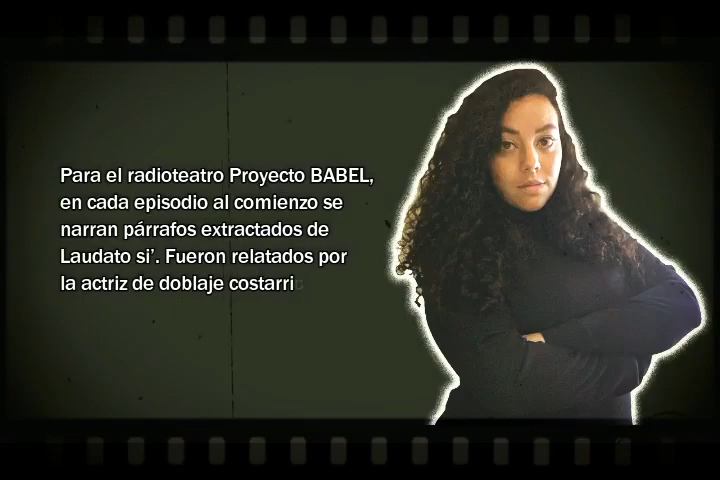 Para el radioteatro Proyecto BABEL,
en cada episodio al comienzo se
narran párrafos extractados de
Laudato si’. Fueron relatados por
la actriz de doblaje costarri